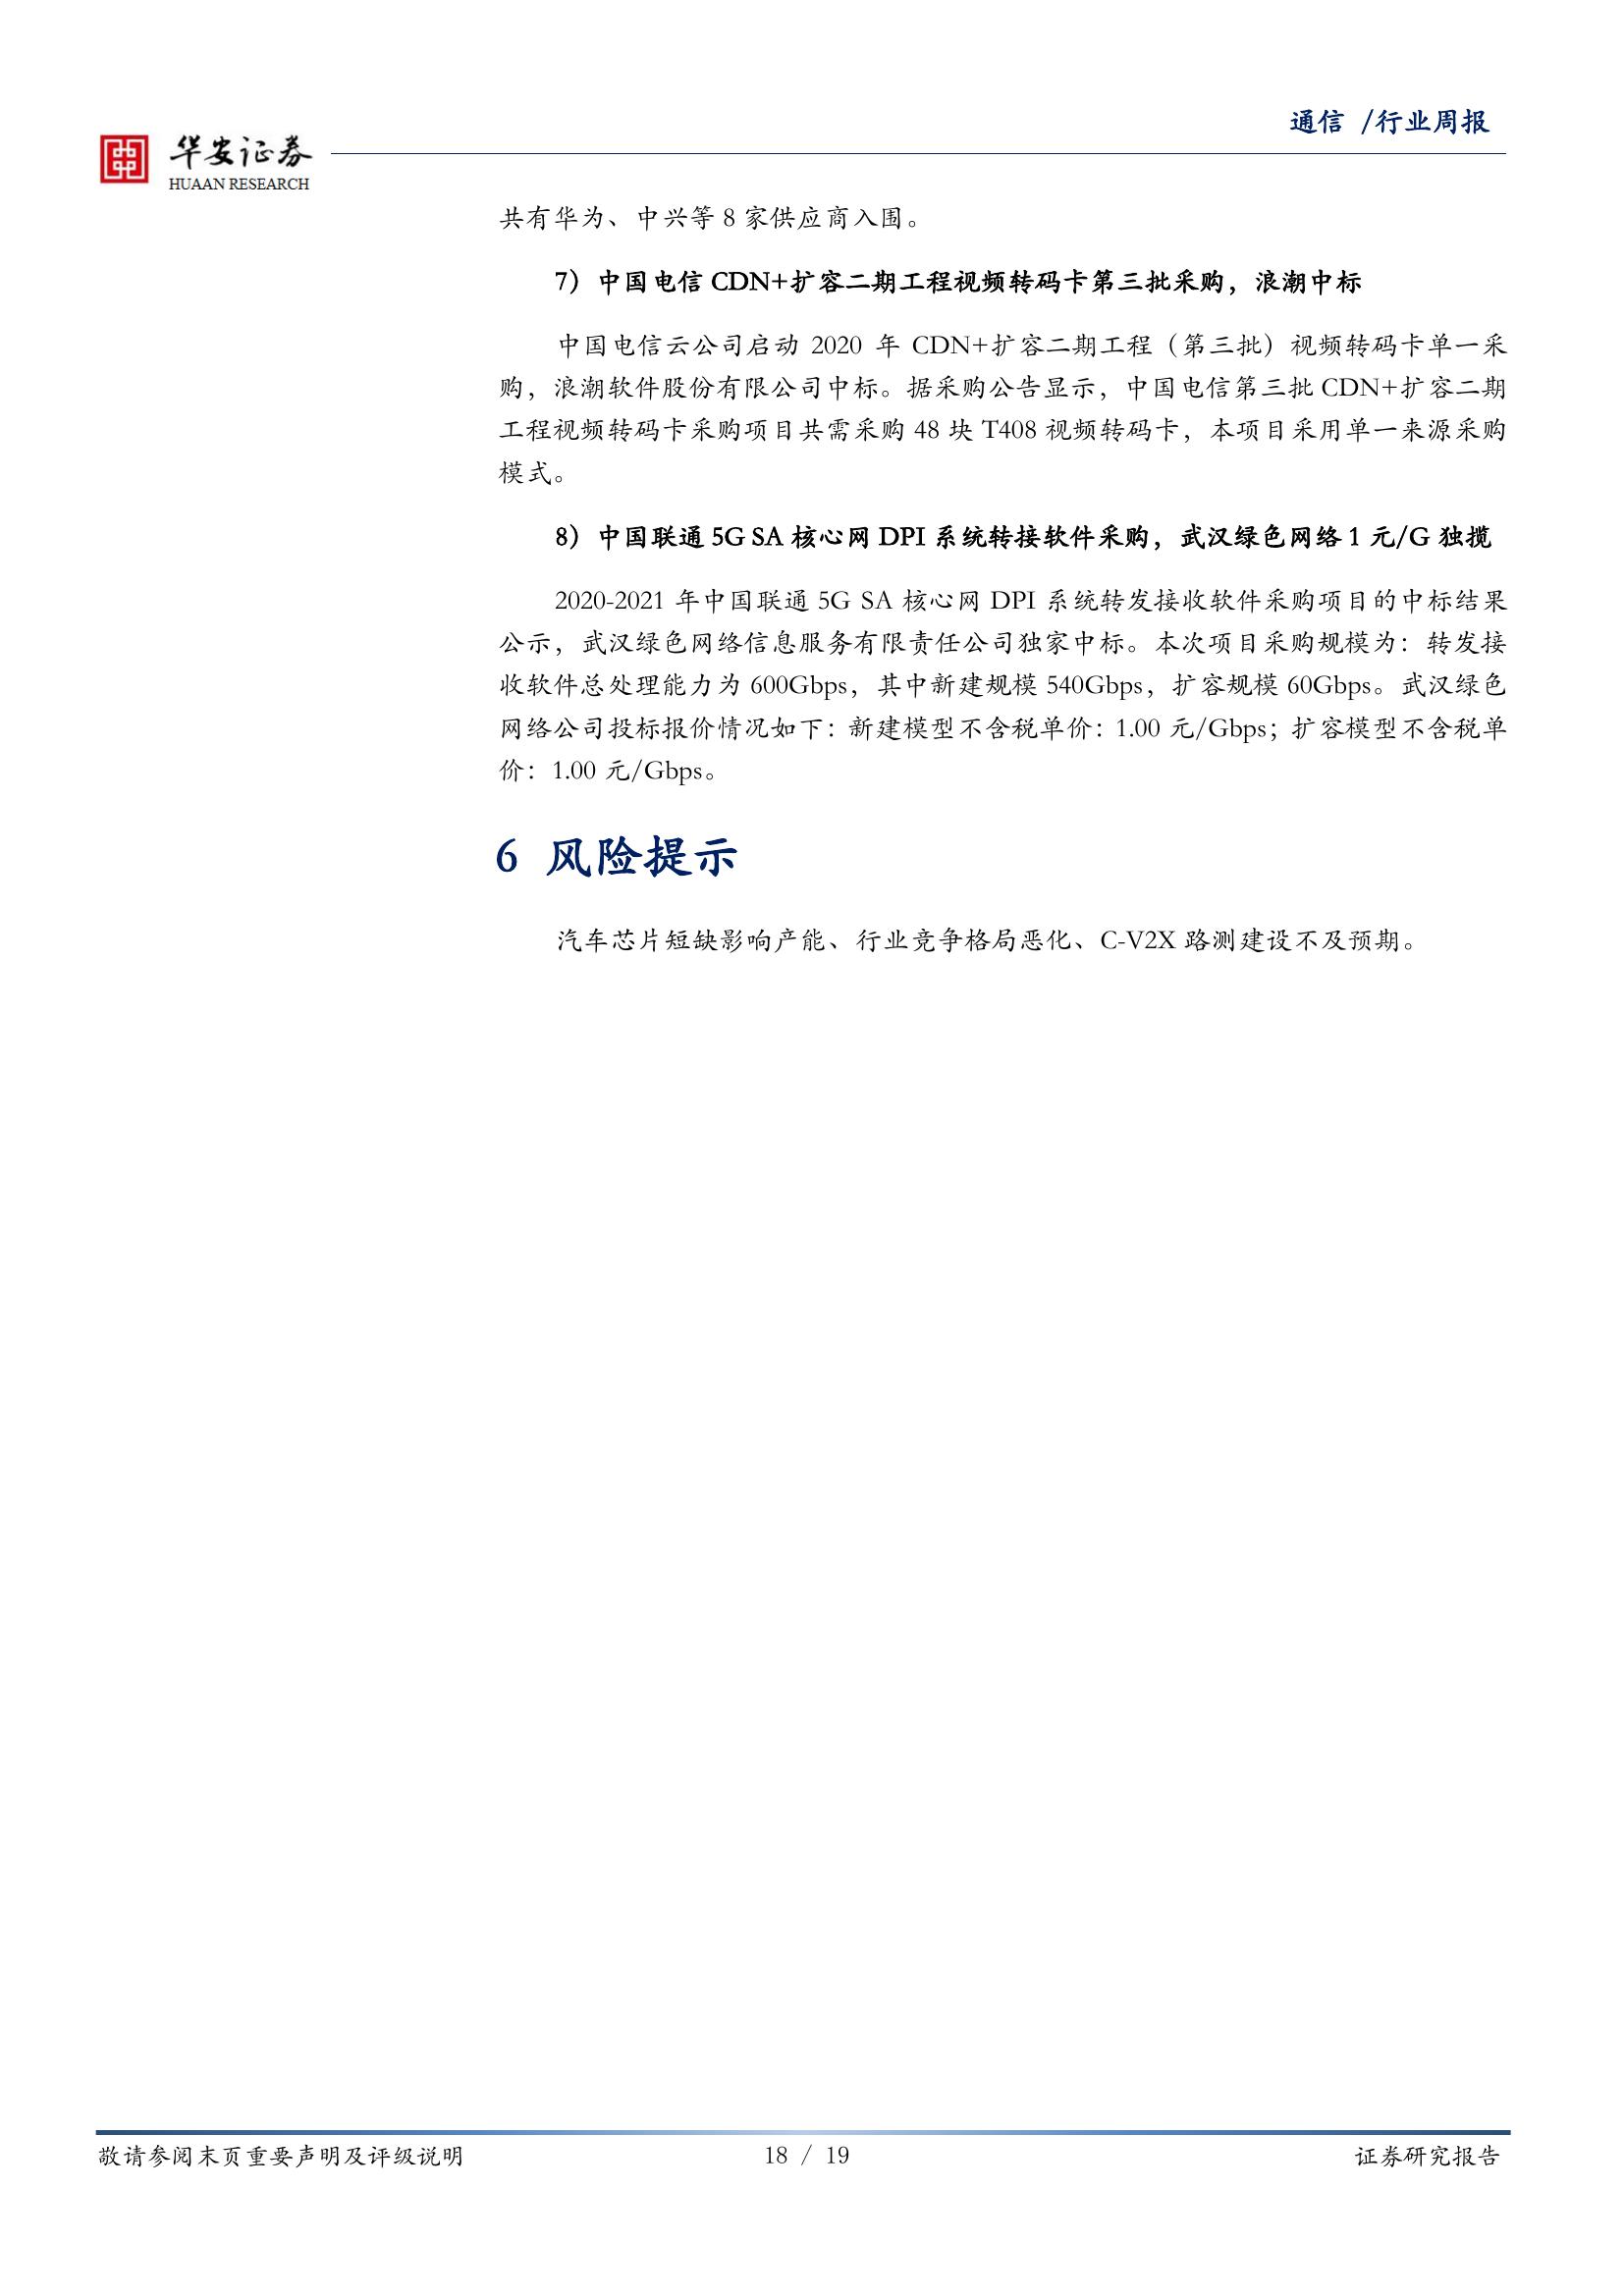 通信 /行业周报
华安证券
HUAAN RESEARCH
共有华为、中兴等 8 家供应商入围。
7）中国电信 CDN+扩容二期工程视频转码卡第三批采购，浪潮中标
中国电信云公司启动 2020 年 CDN+扩容二期工程（第三批）视频转码卡单一采
购，浪潮软件股份有限公司中标。据采购公告显示，中国电信第三批 CDN+扩容二期
工程视频转码卡采购项目共需采购 48 块 T408 视频转码卡，本项目采用单一来源采购
模式。
8）中国联通 5G SA 核心网 DPI 系统转接软件采购，武汉绿色网络 1 元/G 独揽
2020-2021 年中国联通 5G SA 核心网 DPI 系统转发接收软件采购项目的中标结果
公示，武汉绿色网络信息服务有限责任公司独家中标。本次项目采购规模为：转发接
收软件总处理能力为 600Gbps，其中新建规模 540Gbps，扩容规模 60Gbps。武汉绿色
网络公司投标报价情况如下：新建模型不含税单价：1.00 元/Gbps；扩容模型不含税单
价：1.00 元/Gbps。
6 风险提示
汽车芯片短缺影响产能、行业竞争格局恶化、C-V2X 路测建设不及预期。
敬请参阅末页重要声明及评级说明
18 / 19
证券研究报告